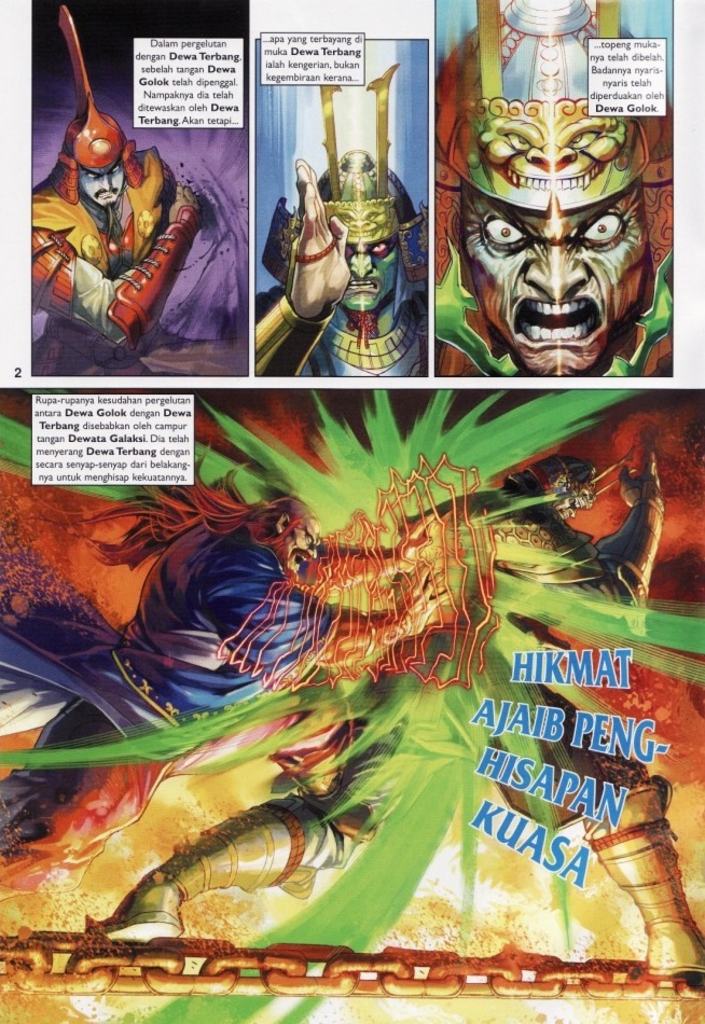 Dalam pergelutan
dengan Dewa Terbang,
sebelah tangan Dewa
Golok telah dipenggal.
Nampaknya dia telah
ditewaskan oleh Dewa
Terbang. Akan tetapi...
...apa yang terbayang di
muka Dewa Terbang
ialah kengerian, bukan
kegembiraan kerana...
...topeng muka-
nya telah dibelah.
Badannya nyaris-
nyaris telah
diperduakan oleh
Dewa Golok.
2
Rupa-rupanya kesudahan pergelutan
antara Dewa Golok dengan Dewa
Terbang disebabkan oleh campur
tangan Dewata Galaksi. Dia telah
menyerang Dewa Terbang dengan
secara senyap-senyap dari belakang-
nya untuk menghisap kekuatannya.
HIKMAT
AJAIB PENG-
HISAPAN
KUASA